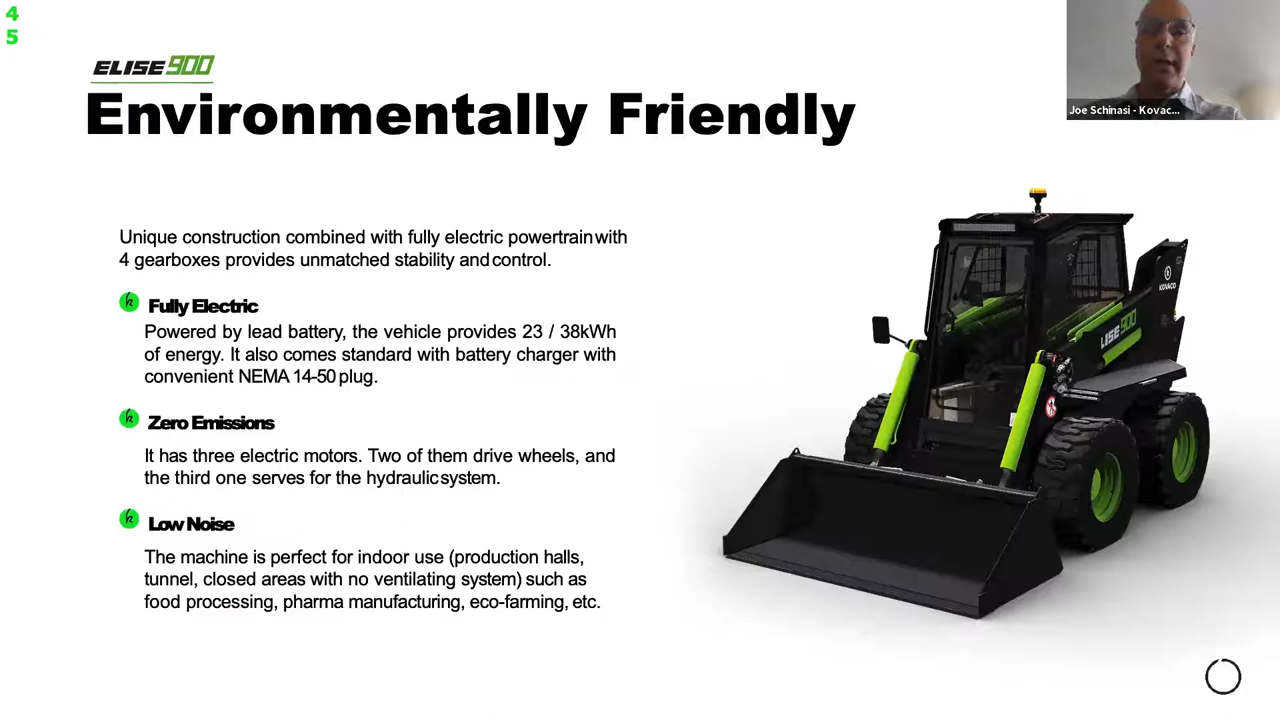 4
5
ELISE900
Environmentally Friendly
Joe Schinasi - Kovac...
Unique construction combined with fully electric powertrain with
4 gearboxes provides unmatched stability and control.
Fully Electric
Powered by lead battery, the vehicle provides 23 / 38kWh
of energy. It also comes standard with battery charger with
convenient NEMA 14-50 plug.
Zero Emissions
It has three electric motors. Two of them drive wheels, and
the third one serves for the hydraulic system.
Low Noise
The machine is perfect for indoor use (production halls,
tunnel, closed areas with no ventilating system) such as
food processing, pharma manufacturing, eco-farming, etc.
KOVACO
LISE900